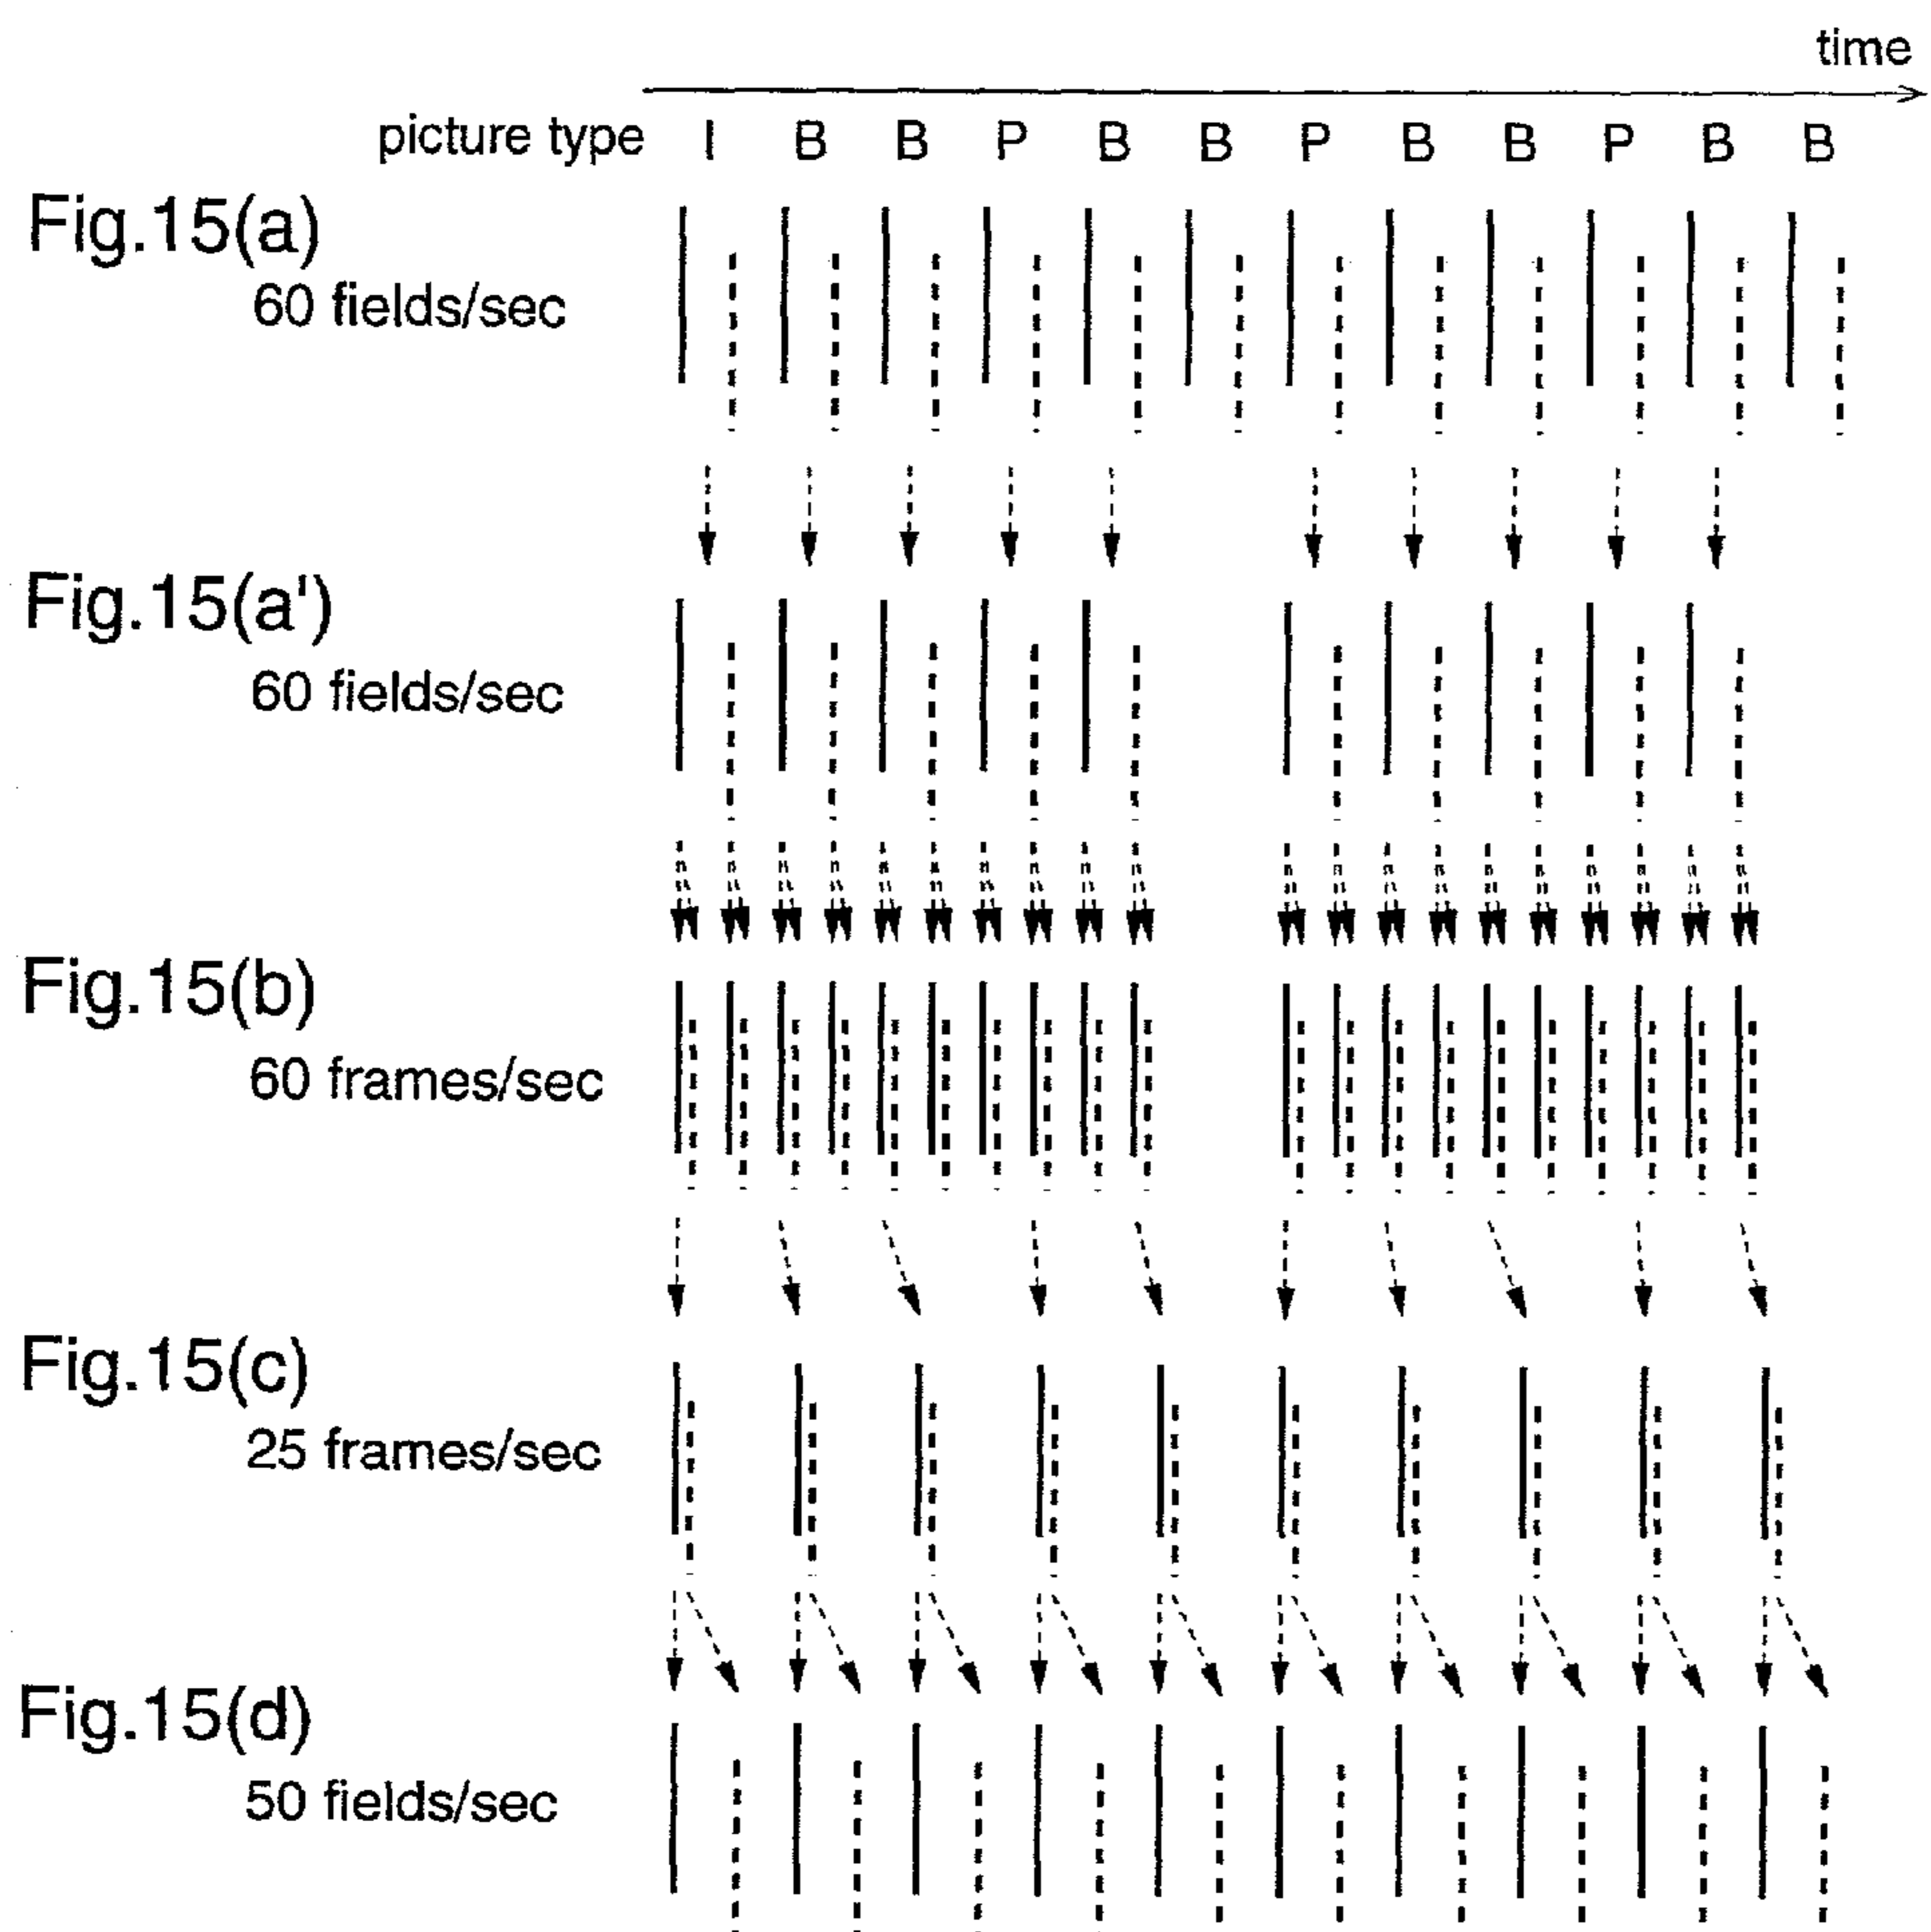 time
picture type I B B P B B P B B P B B
Fig.15(a)
60 fields/sec
Fig.15(a')
60 fields/sec
Fig.15(b)
60 frames/sec
Fig.15(c)
25 frames/sec
Fig.15(d)
50 fields/sec